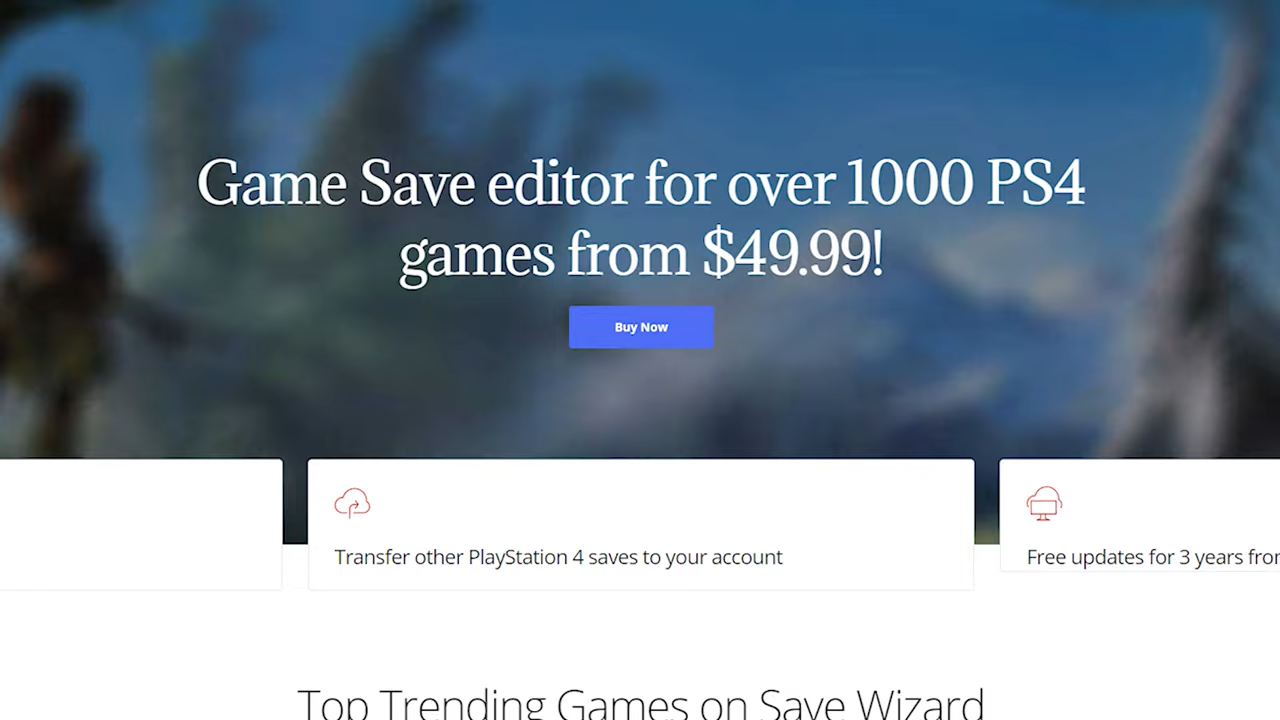 Game Save editor for over 1000 PS4
games from $49.99!
Buy Now
Transfer other PlayStation 4 saves to your account
Free updates for 3 years from
Top Trending Games on Save Wizard